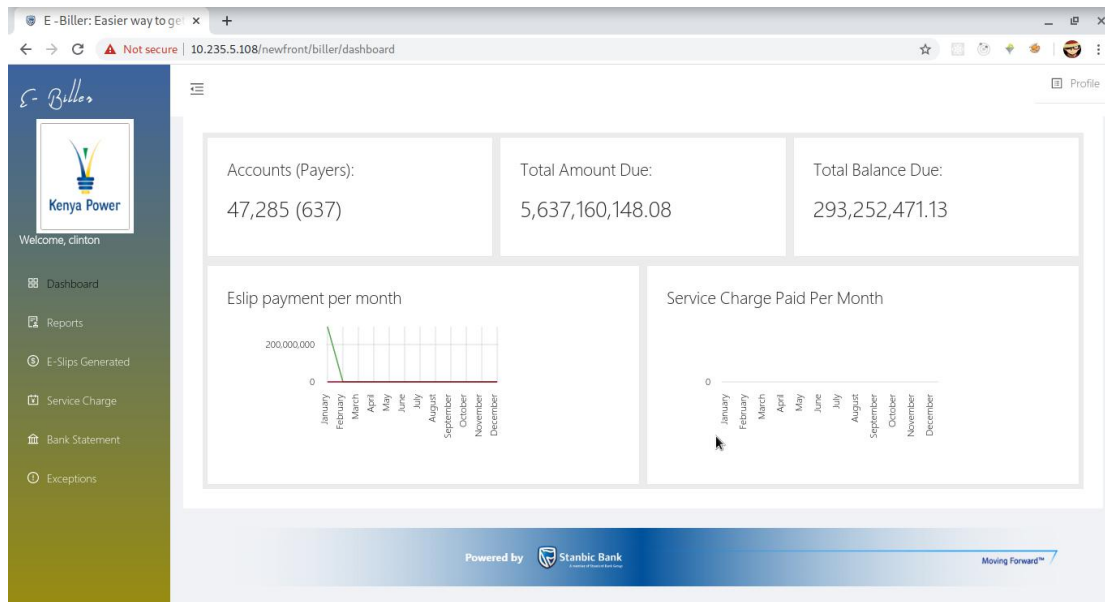 E -Biller: Easier way to get
Not secure | 10.235.5.108/newfront/biller/dashboard
E- Biller
Kenya Power
Welcome, clinton
Dashboard
Reports
E-Slips Generated
Service Charge
Bank Statement
Exceptions
Profile
Accounts (Payers):
47,285 (637)
Total Amount Due:
5,637,160,148.08
Total Balance Due:
293,252,471.13
Eslip payment per month
200,000,000
0
January
February
March
April
May
June
July
August
September
October
November
December
Service Charge Paid Per Month
0
January
February
March
April
May
June
July
August
September
October
November
December
Powered by
Stanbic Bank
Moving Forward™